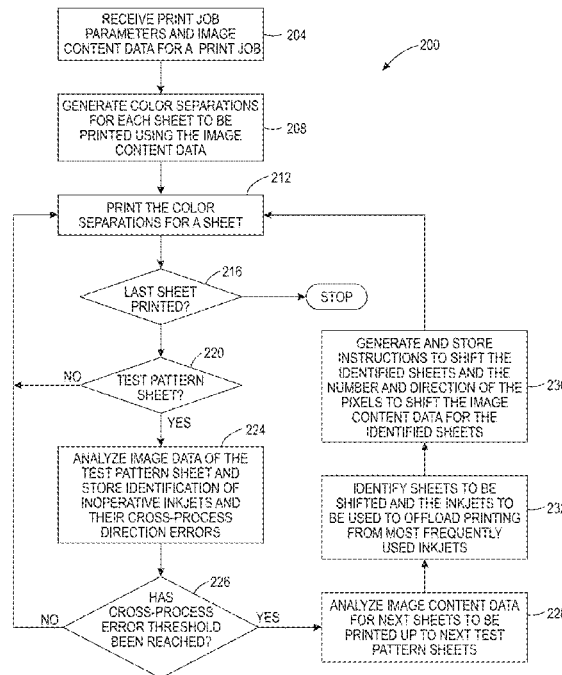 RECEIVE PRINT JOB
PARAMETERS AND IMAGE
CONTENT DATA FOR A PRINT JOB
204
200
GENERATE COLOR SEPARATIONS
FOR EACH SHEET TO BE
PRINTED USING THE IMAGE
CONTENT DATA
208
212
PRINT THE COLOR
SEPARATIONS FOR A SHEET
216
LAST SHEET
PRINTED?
STOP
220
NO
TEST PATTERN
SHEET?
YES
224
ANALYZE IMAGE DATA OF THE
TEST PATTERN SHEET AND
STORE IDENTIFICATION OF
INOPERATIVE INKJETS AND
THEIR CROSS-PROCESS
DIRECTION ERRORS
226
HAS
CROSS-PROCESS
ERROR THRESHOLD
BEEN REACHED?
NO
YES
GENERATE AND STORE
INSTRUCTIONS TO SHIFT THE
IDENTIFIED SHEETS AND THE
NUMBER AND DIRECTION OF THE
PIXELS TO SHIFT THE IMAGE
CONTENT DATA FOR THE
IDENTIFIED SHEETS
IDENTIFY SHEETS TO BE
SHIFTED AND THE INKJETS TO
BE USED TO OFFLOAD PRINTING
FROM MOST FREQUENTLY
USED INKJETS
ANALYZE IMAGE CONTENT DATA
FOR NEXT SHEETS TO BE
PRINTED UP TO NEXT TEST
PATTERN SHEETS